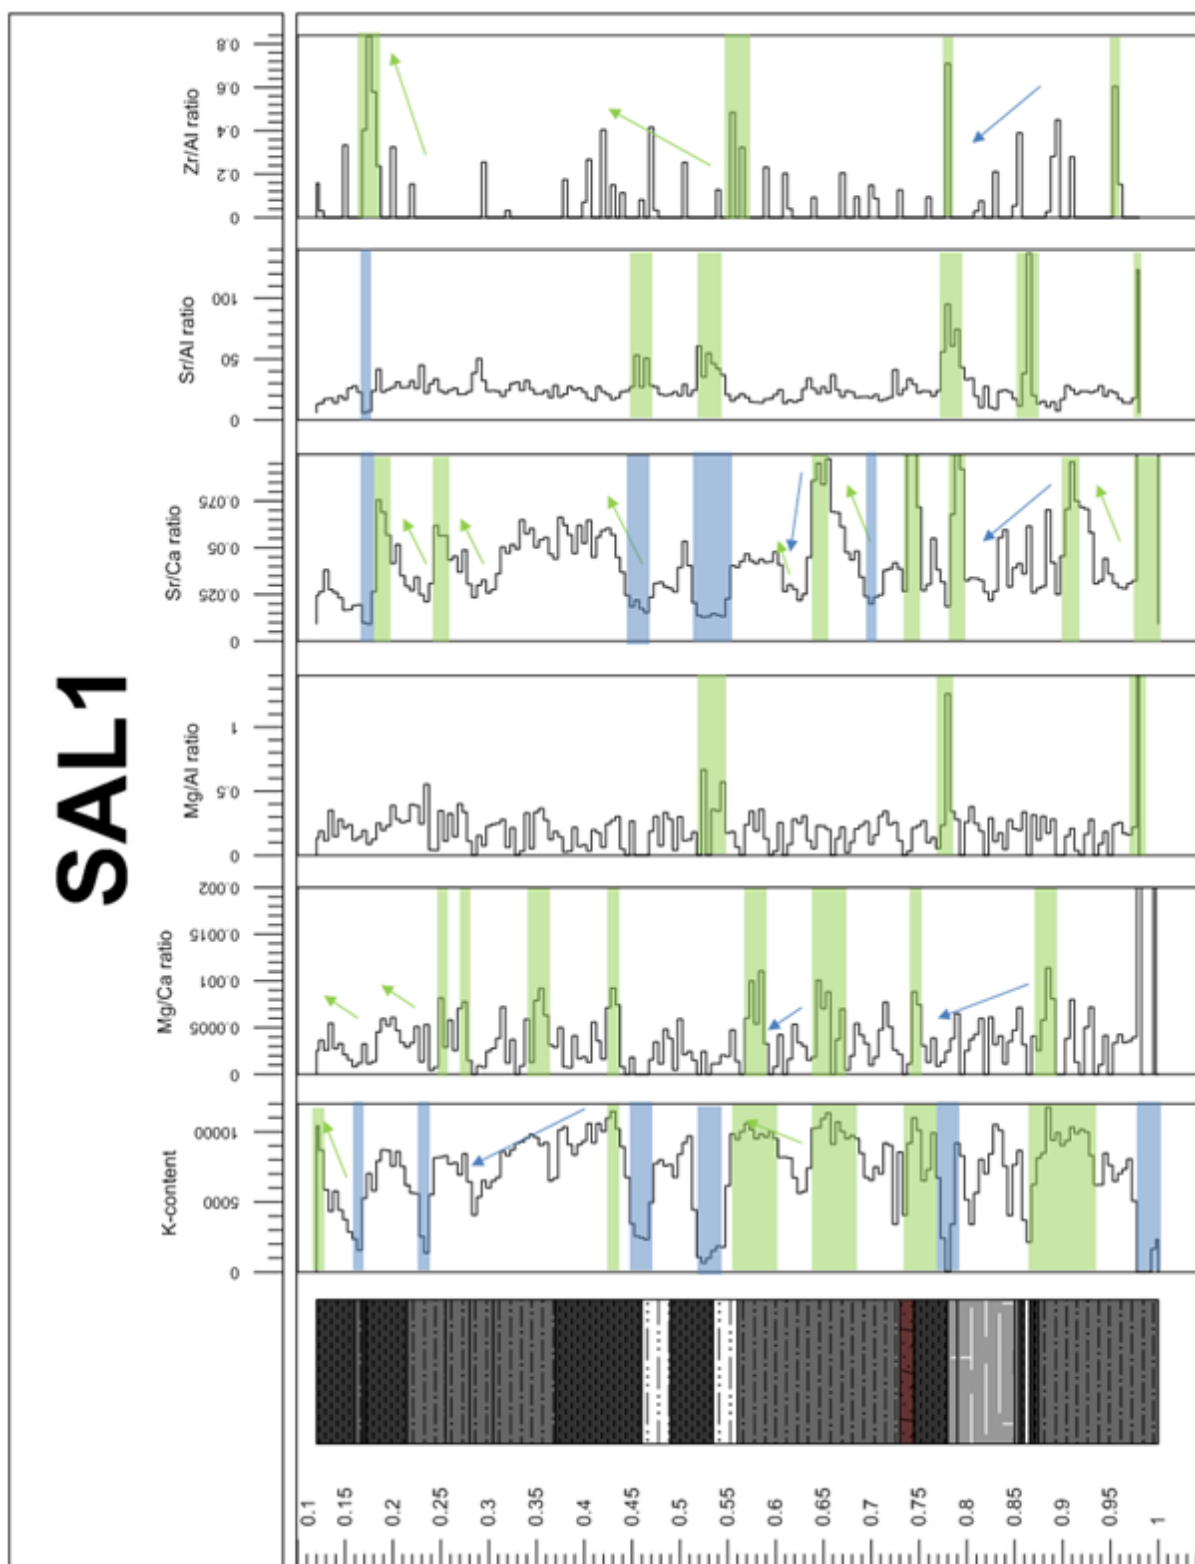 SAL1
Zr/Al ratio
0 0.2 0.4 0.6 0.8
Sr/Al ratio
0 50 100
Sr/Ca ratio
0 0.025 0.05 0.075
Mg/Al ratio
0 0.5 1
Mg/Ca ratio
0 0.0005 0.001 0.0015 0.002
K-content
0 5000 10000
0.1 0.15 0.2 0.25 0.3 0.35 0.4 0.45 0.5 0.55 0.6 0.65 0.7 0.75 0.8 0.85 0.9 0.95 1